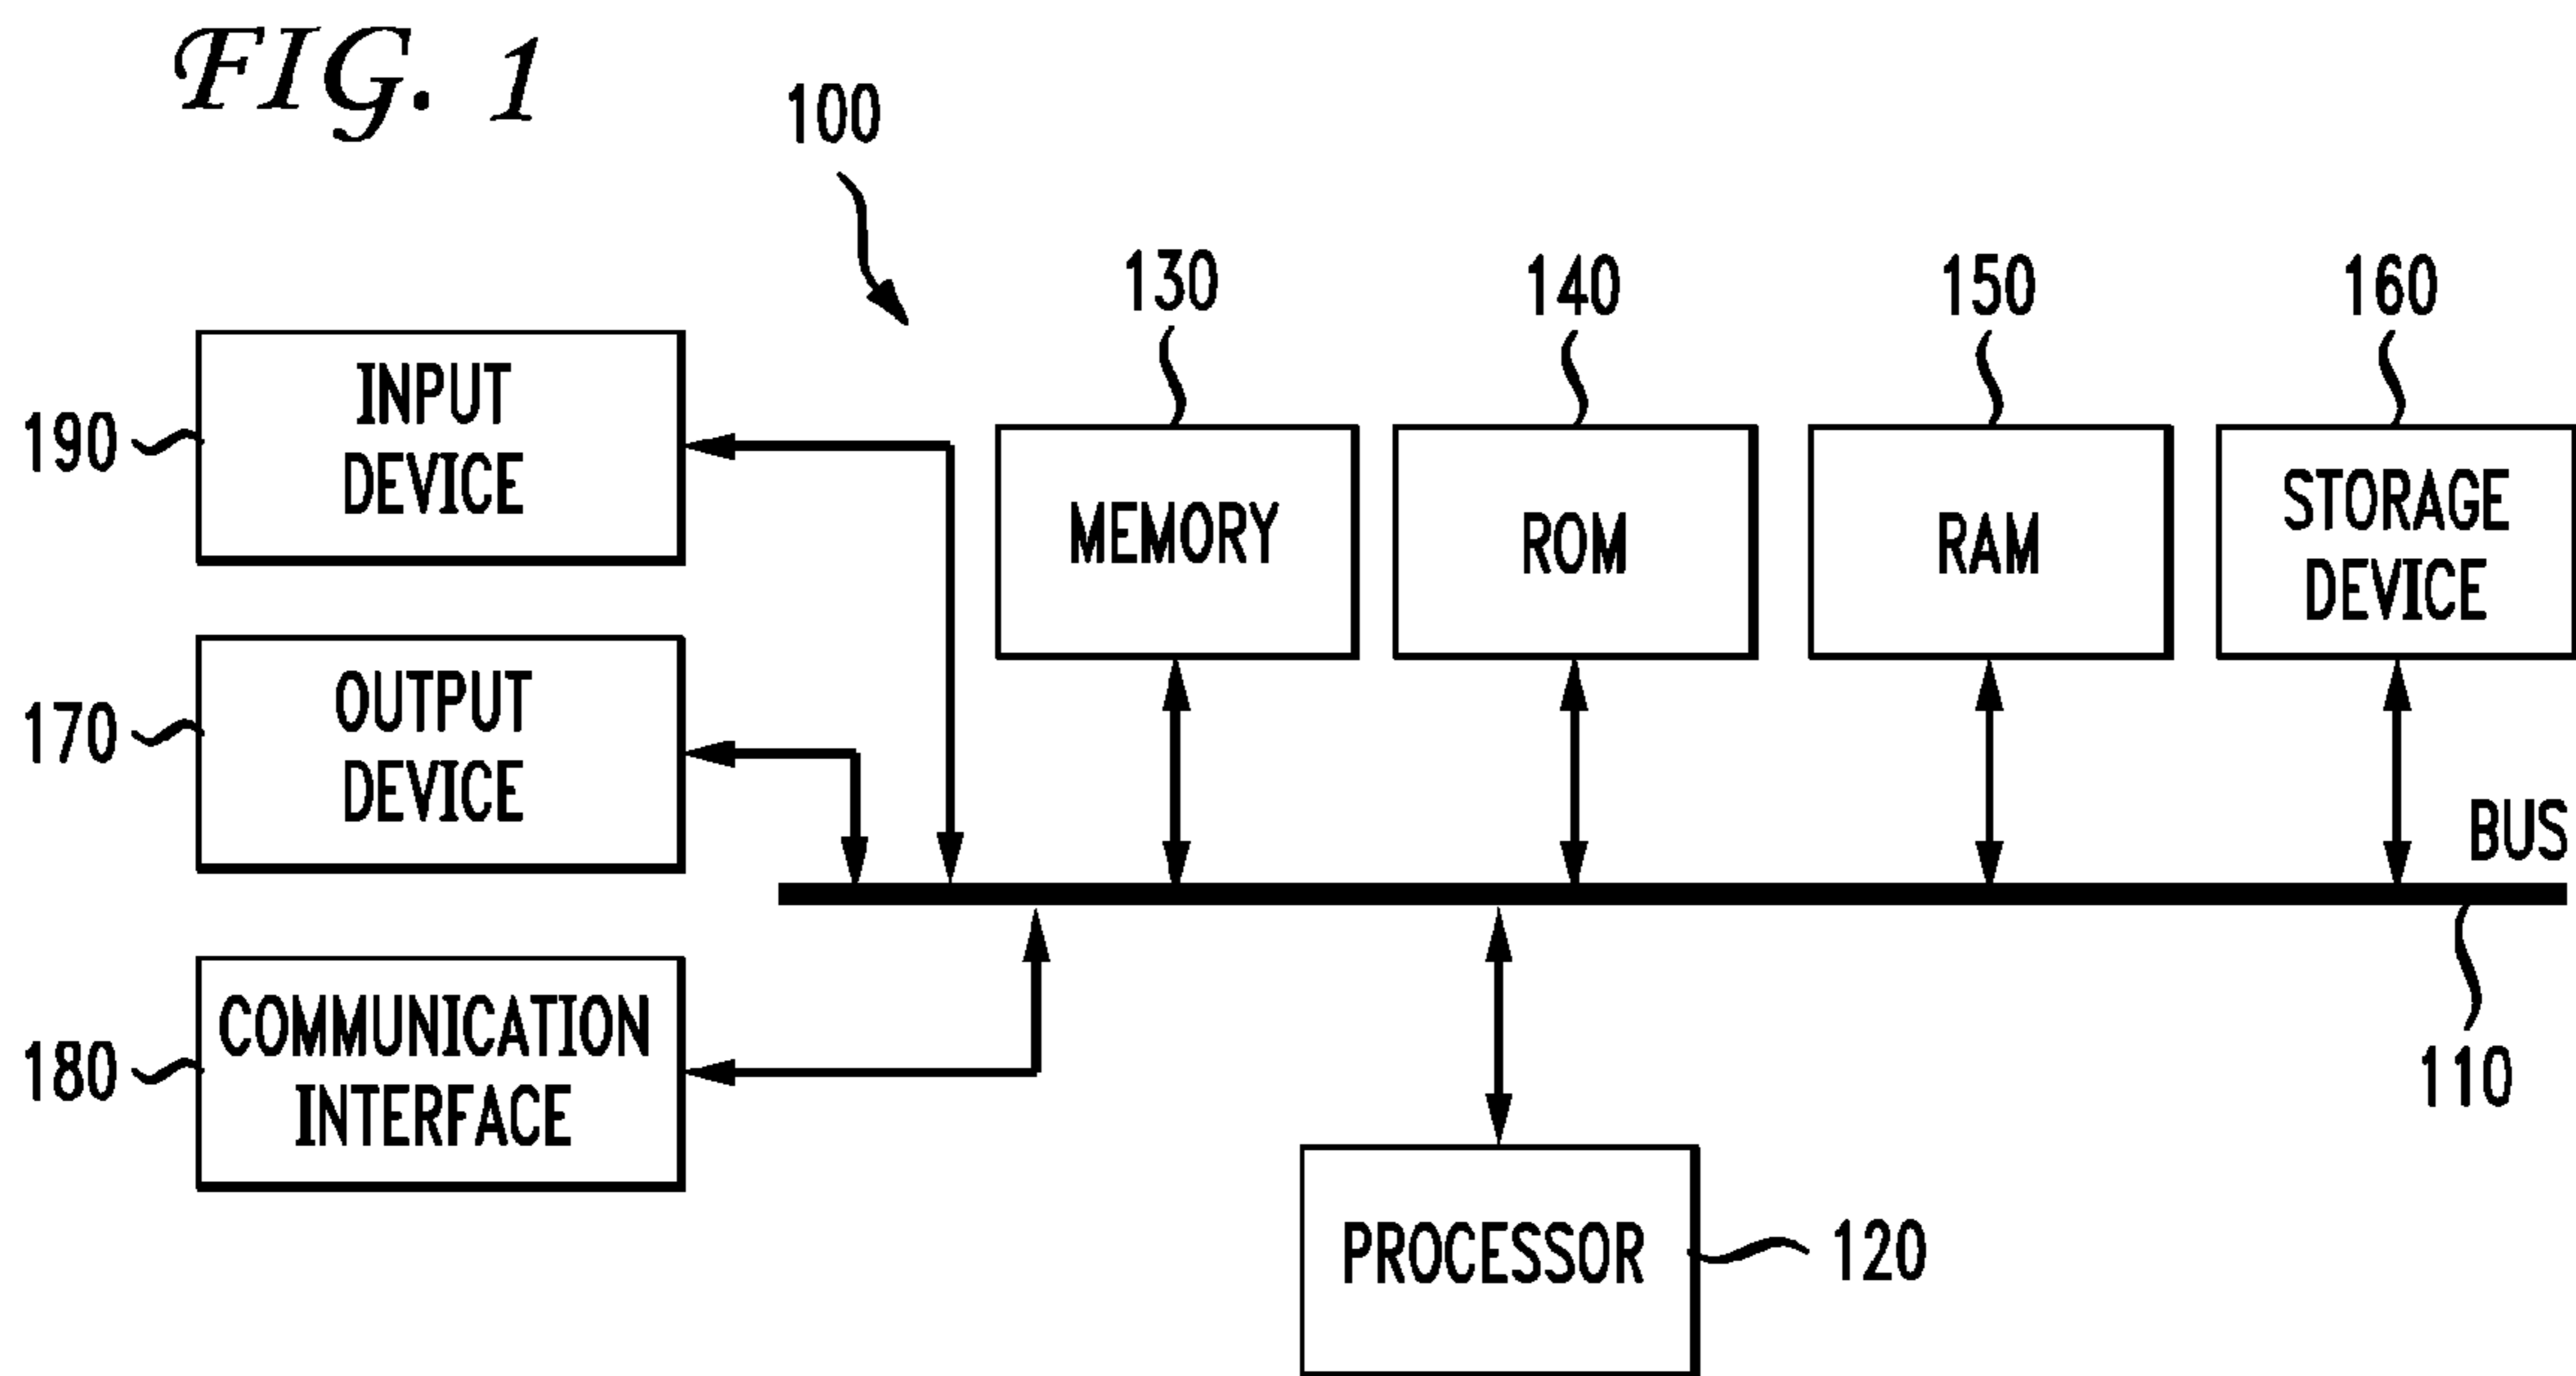 FIG. 1
100
130
140
150
160
190
INPUT
DEVICE
MEMORY
ROM
RAM
STORAGE
DEVICE
170
OUTPUT
DEVICE
BUS
180
COMMUNICATION
INTERFACE
110
PROCESSOR
120